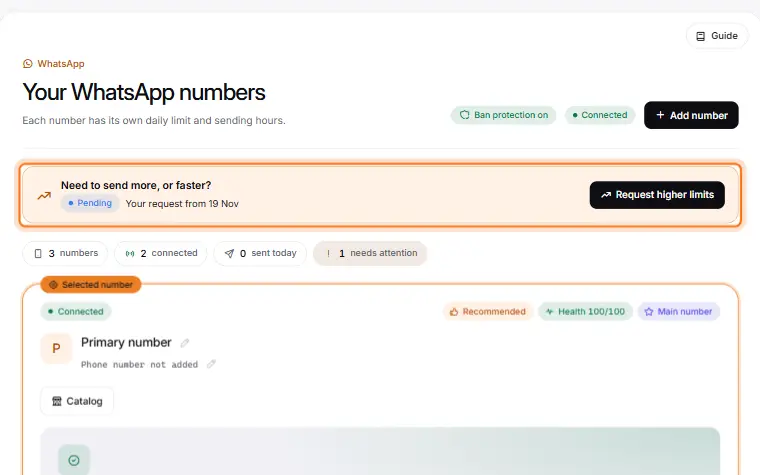 Guide
WhatsApp
Your WhatsApp numbers
Each number has its own daily limit and sending hours.
Ban protection on
Connected
+ Add number
Need to send more, or faster?
Pending
Your request from 19 Nov
Request higher limits
3 numbers
2 connected
0 sent today
! 1 needs attention
Selected number
Connected
Recommended
Health 100/100
Main number
P
Primary number
Phone number not added
Catalog